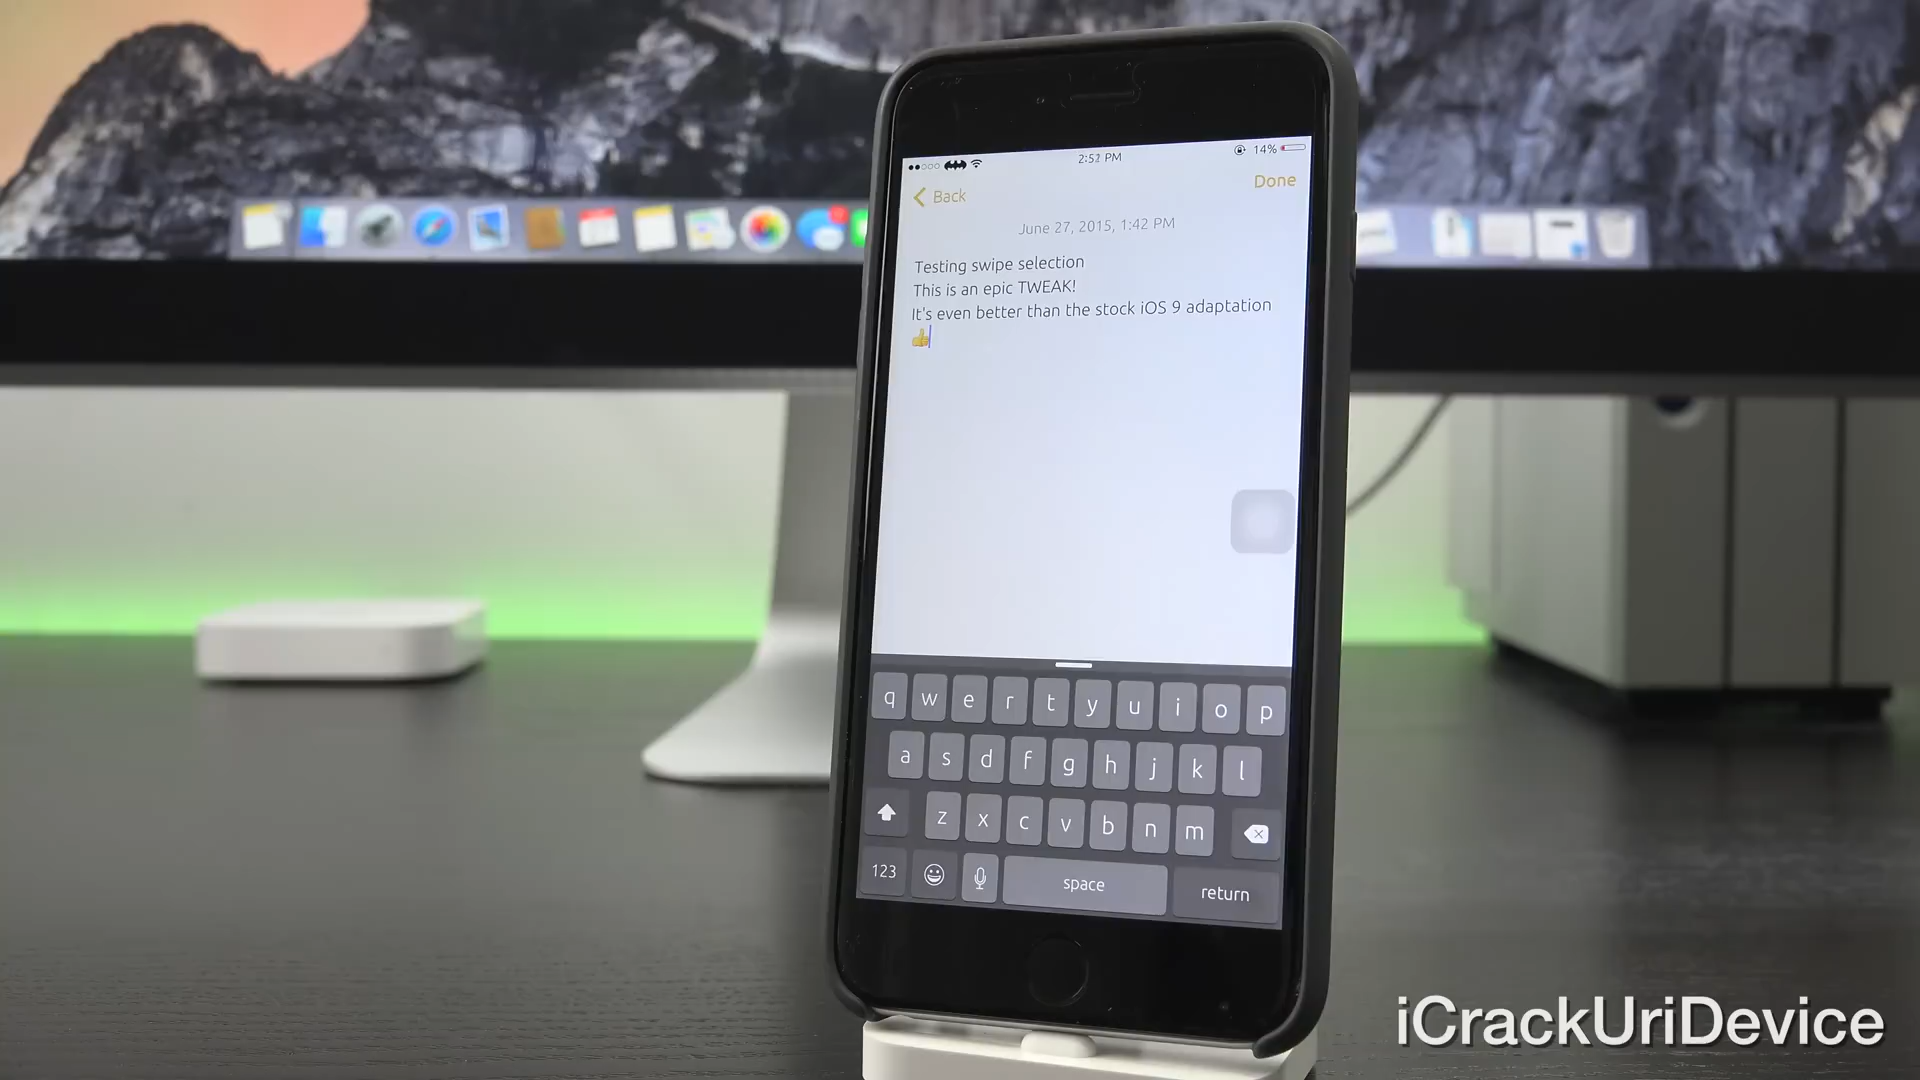 2:52 PM
14%
Back
Done
June 27, 2015, 1:42 PM
Testing swipe selection
This is an epic TWEAK!
It's even better than the stock iOS 9 adaptation
👍
q w e r t y u i o p
a s d f g h j k l
z x c v b n m
123
space
return
iCrackUriDevice